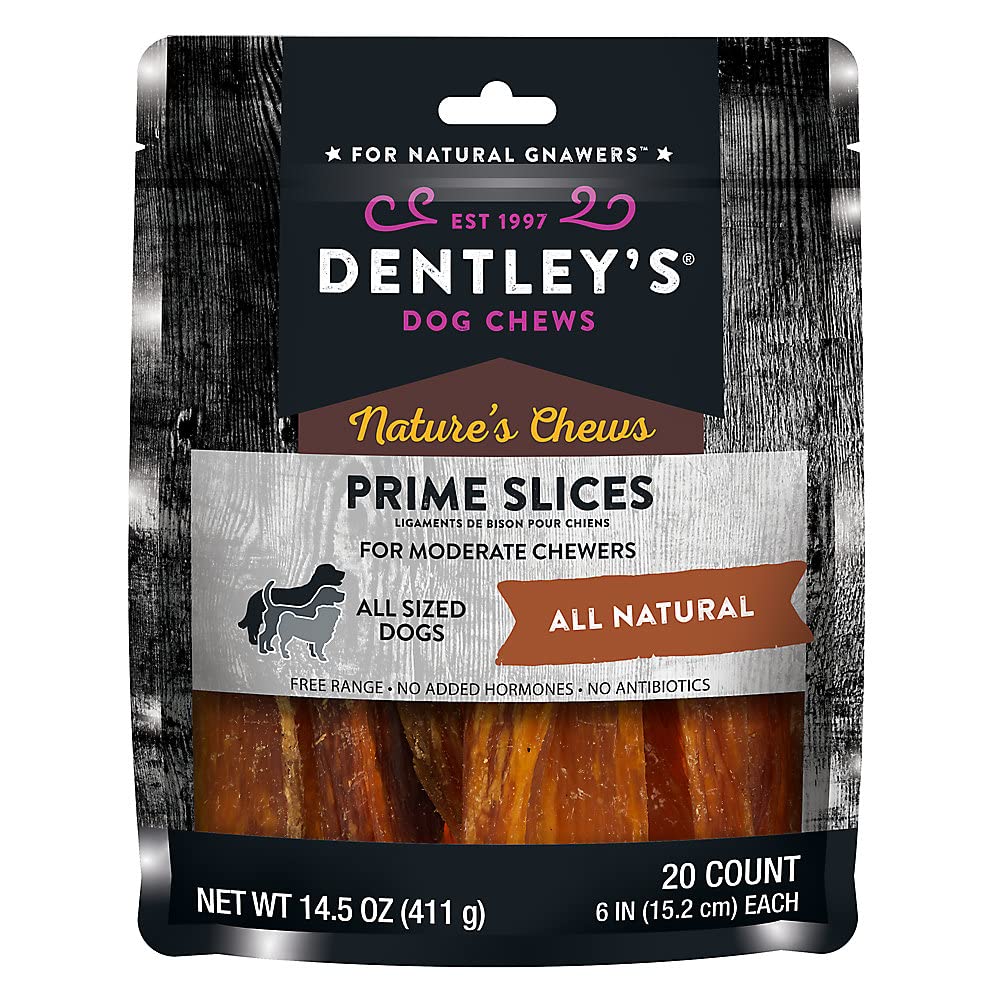 ★ FOR NATURAL GNAWERS™ ★
EST 1997
DENTLEY'S®
DOG CHEWS
Nature's Chews
PRIME SLICES
LIGAMENTS DE BISON POUR CHIENS
FOR MODERATE CHEWERS
ALL SIZED
DOGS
ALL NATURAL
FREE RANGE • NO ADDED HORMONES • NO ANTIBIOTICS
20 COUNT
NET WT 14.5 OZ (411 g)
6 IN (15.2 cm) EACH